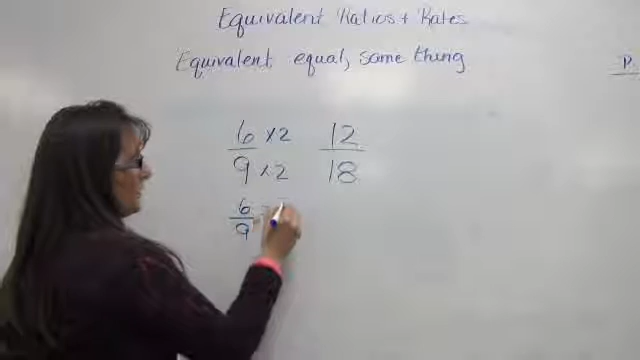 Equivalent Ratios + Rates
Equivalent, equal, same thing
P.
6 ×2 12
9 ×2 18
6
9